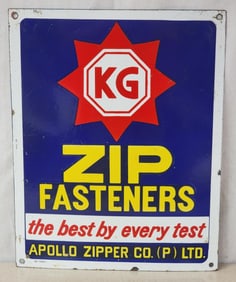 KG
ZIP
FASTENERS
the best by every test
APOLLO ZIPPER CO. (P) LTD.